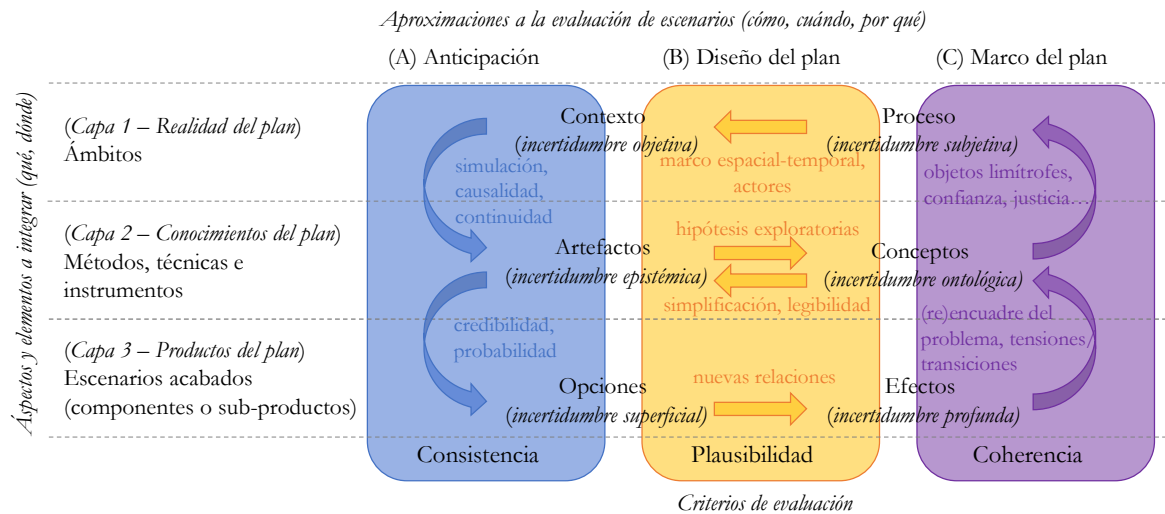 Aproximaciones a la evaluación de escenarios (cómo, cuándo, por qué)
(A) Anticipación
(B) Diseño del plan
(C) Marco del plan
Áspectos y elementos a integrar (qué, dónde)
(Capa 1 – Realidad del plan)
Ámbitos
Contexto
(incertidumbre objetiva)
Proceso
(incertidumbre subjetiva)
simulación,
causalidad,
continuidad
marco espacial-temporal,
actores
objetos limítrofes,
confianza, justicia…
(Capa 2 – Conocimientos del plan)
Métodos, técnicas e
instrumentos
Artefactos
(incertidumbre epistémica)
hipótesis exploratorias
Conceptos
(incertidumbre ontológica)
simplificación, legibilidad
credibilidad,
probabilidad
(re)encuadre del
problema, tensiones/
transiciones
(Capa 3 – Productos del plan)
Escenarios acabados
(componentes o sub-productos)
Opciones
(incertidumbre superficial)
nuevas relaciones
Efectos
(incertidumbre profunda)
Consistencia
Plausibilidad
Coherencia
Criterios de evaluación